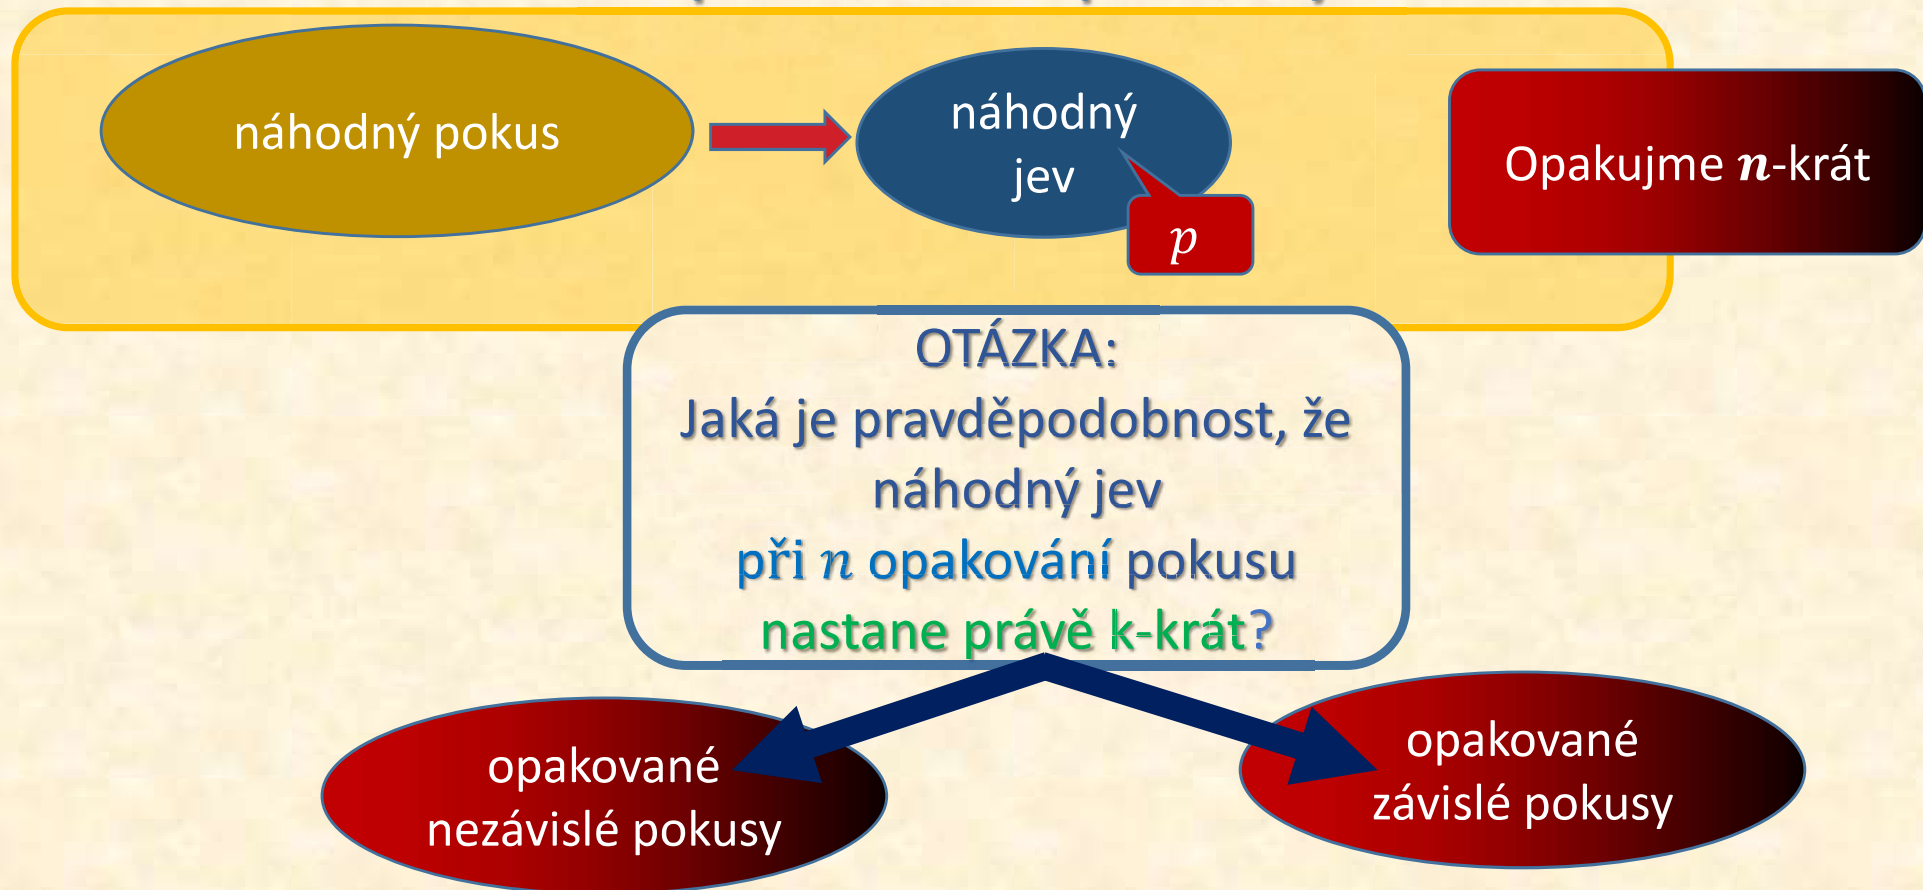 náhodný pokus
náhodný
jev
p
Opakujme n-krát
OTÁZKA:
Jaká je pravděpodobnost, že
náhodný jev
při n opakování pokusu
nastane právě k-krát?
opakované
nezávislé pokusy
opakované
závislé pokusy